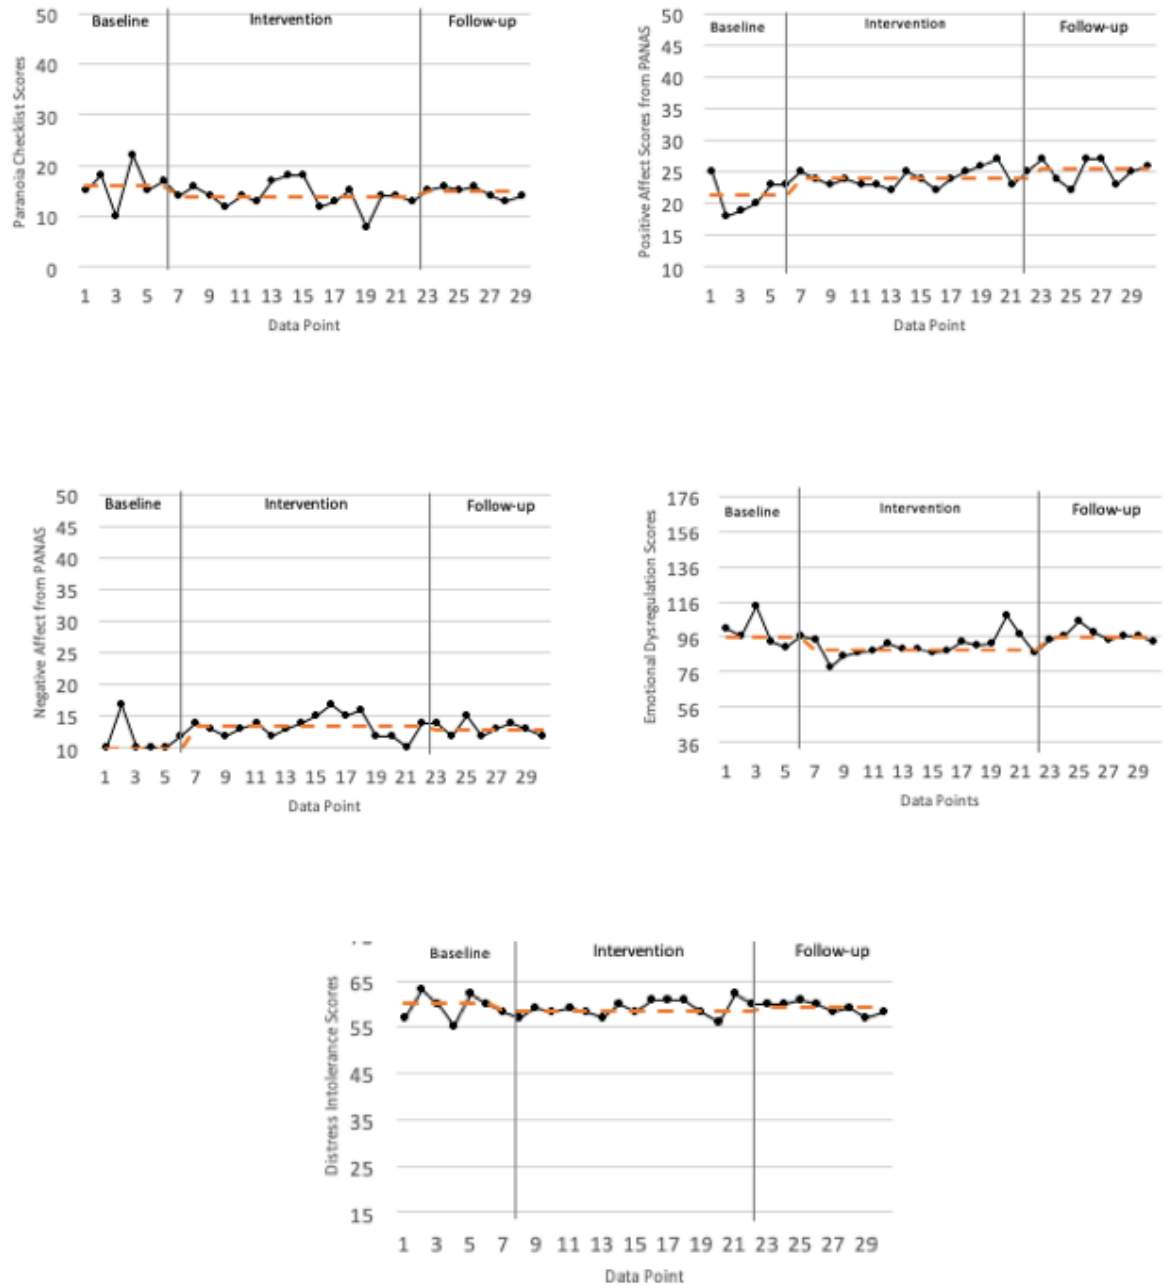 Baseline Intervention Follow-up
Paranoia Checklist Scores
50
40
30
20
10
0
1 3 5 7 9 11 13 15 17 19 21 23 25 27 29
Data Point
Baseline Intervention Follow-up
Positive Affect Scores from PANAS
50
45
40
35
30
25
20
15
10
1 3 5 7 9 11 13 15 17 19 21 23 25 27 29
Data Point
Baseline Intervention Follow-up
Negative Affect from PANAS
50
45
40
35
30
25
20
15
10
1 3 5 7 9 11 13 15 17 19 21 23 25 27 29
Data Point
Baseline Intervention Follow-up
Emotional Dysregulation Scores
176
156
136
116
96
76
56
36
1 3 5 7 9 11 13 15 17 19 21 23 25 27 29
Data Points
Baseline Intervention Follow-up
Distress Intolerance Scores
65
55
45
35
25
15
1 3 5 7 9 11 13 15 17 19 21 23 25 27 29
Data Point